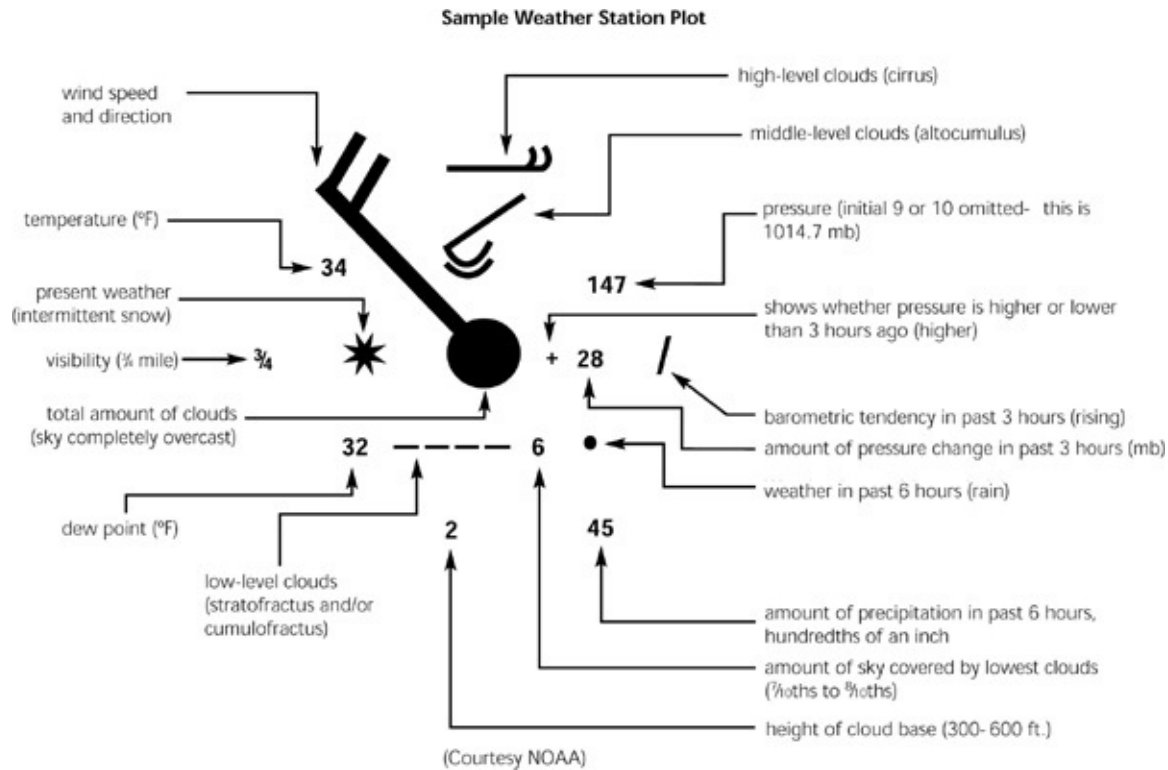 Sample Weather Station Plot
wind speed
and direction
high-level clouds (cirrus)
middle-level clouds (altocumulus)
temperature (ºF)
34
pressure (initial 9 or 10 omitted- this is
1014.7 mb)
147
present weather
(intermittent snow)
shows whether pressure is higher or lower
than 3 hours ago (higher)
visibility (¾ mile)
¾
+ 28
total amount of clouds
(sky completely overcast)
barometric tendency in past 3 hours (rising)
32
6
amount of pressure change in past 3 hours (mb)
weather in past 6 hours (rain)
dew point (ºF)
2
45
low-level clouds
(stratofractus and/or
cumulofractus)
amount of precipitation in past 6 hours,
hundredths of an inch
amount of sky covered by lowest clouds
(7/10ths to 8/10ths)
height of cloud base (300- 600 ft.)
(Courtesy NOAA)